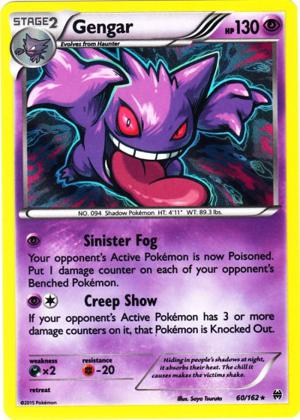 STAGE2 Gengar HP 130
Evolves from Haunter
NO. 094 Shadow Pokémon HT: 4'11" WT: 89.3 lbs.
Sinister Fog
Your opponent's Active Pokémon is now Poisoned.
Put 1 damage counter on each of your opponent's
Benched Pokémon.
Creep Show
If your opponent's Active Pokémon has 3 or more
damage counters on it, that Pokémon is Knocked Out.
weakness resistance
×2 -20
retreat
Hiding in people's shadows at night,
it absorbs their heat. The chill it
causes makes the victims shake.
©2015 Pokémon Illus. Saya Tsuruta 60/162 ★